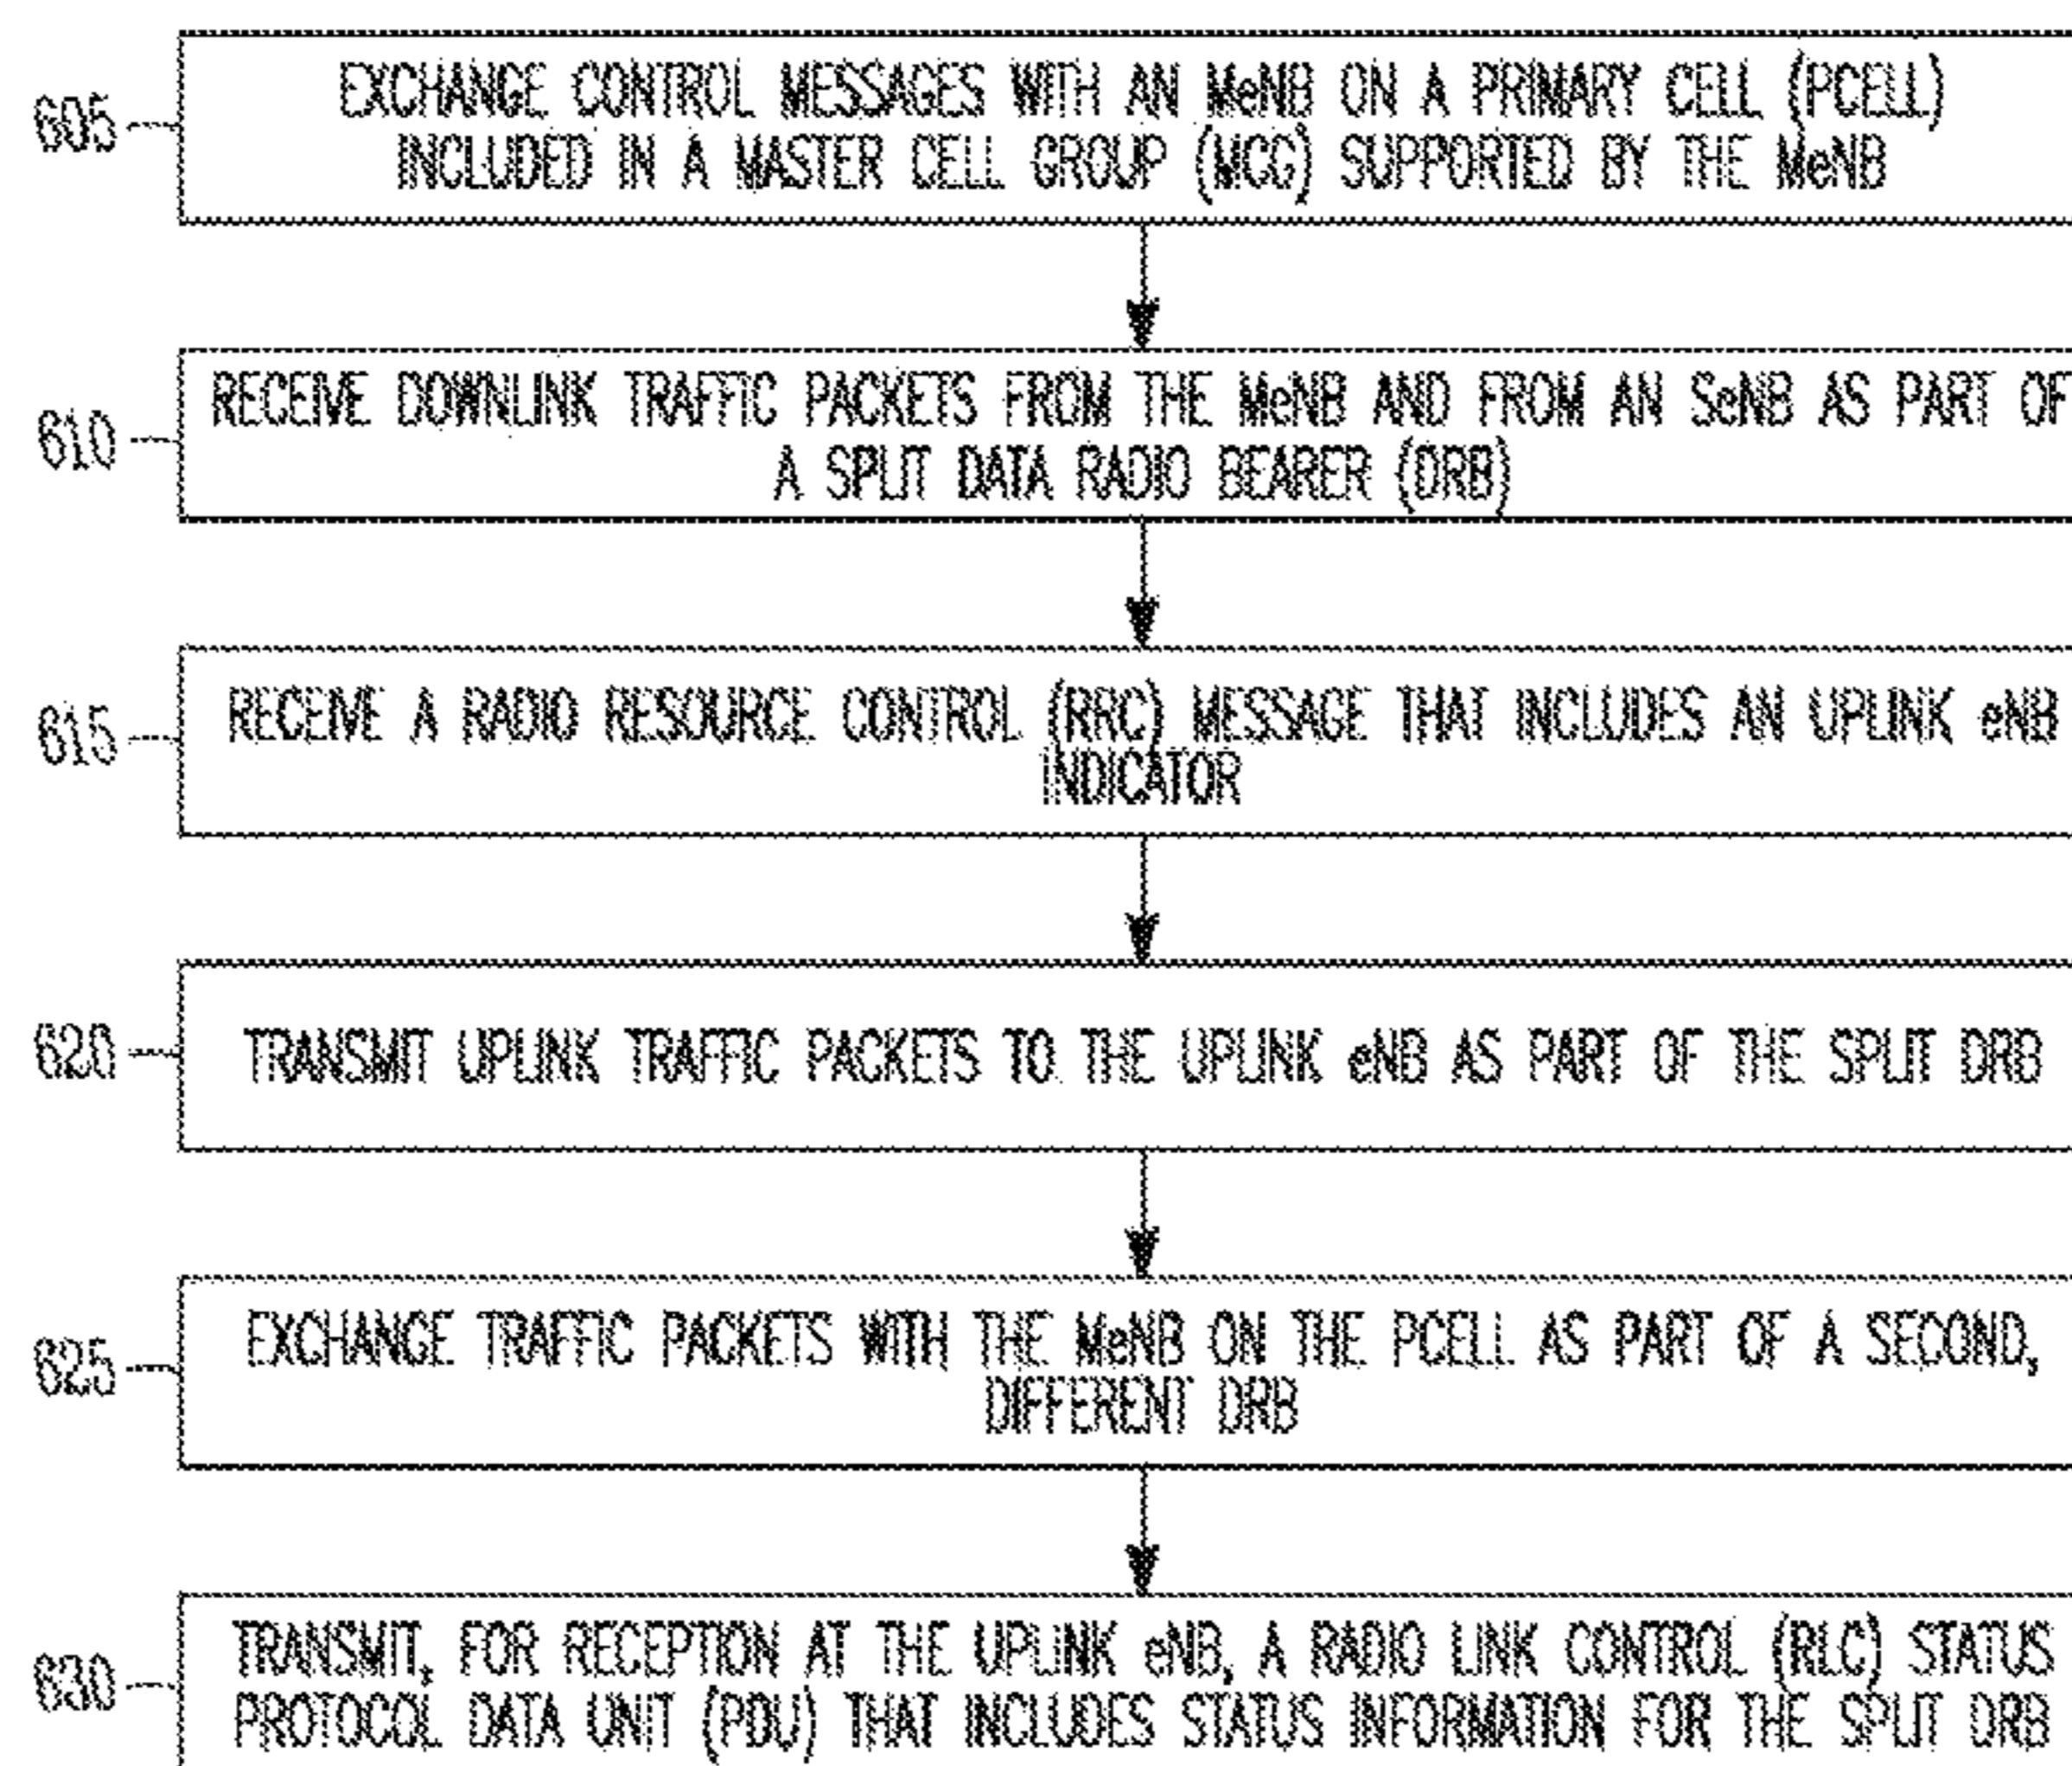 605
EXCHANGE CONTROL MESSAGES WITH AN MeNB ON A PRIMARY CELL (PCELL)
INCLUDED IN A MASTER CELL GROUP (MCG) SUPPORTED BY THE MeNB
610
RECEIVE DOWNLINK TRAFFIC PACKETS FROM THE MeNB AND FROM AN SeNB AS PART OF
A SPLIT DATA RADIO BEARER (DRB)
615
RECEIVE A RADIO RESOURCE CONTROL (RRC) MESSAGE THAT INCLUDES AN UPLINK eNB
INDICATOR
620
TRANSMIT UPLINK TRAFFIC PACKETS TO THE UPLINK eNB AS PART OF THE SPLIT DRB
625
EXCHANGE TRAFFIC PACKETS WITH THE MeNB ON THE PCELL AS PART OF A SECOND,
DIFFERENT DRB
630
TRANSMIT, FOR RECEPTION AT THE UPLINK eNB, A RADIO LINK CONTROL (RLC) STATUS
PROTOCOL DATA UNIT (PDU) THAT INCLUDES STATUS INFORMATION FOR THE SPLIT DRB